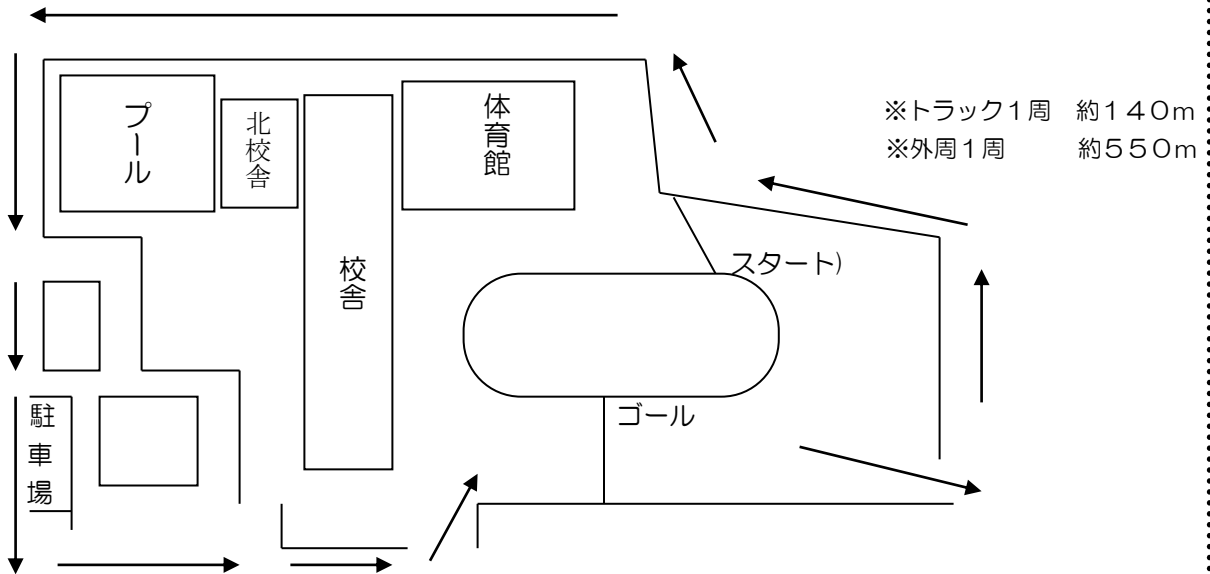 プール
北校舎
体育館
※トラック１周　約１４０ｍ
※外周１周　　　約５５０ｍ
校舎
スタート)
ゴール
駐車場